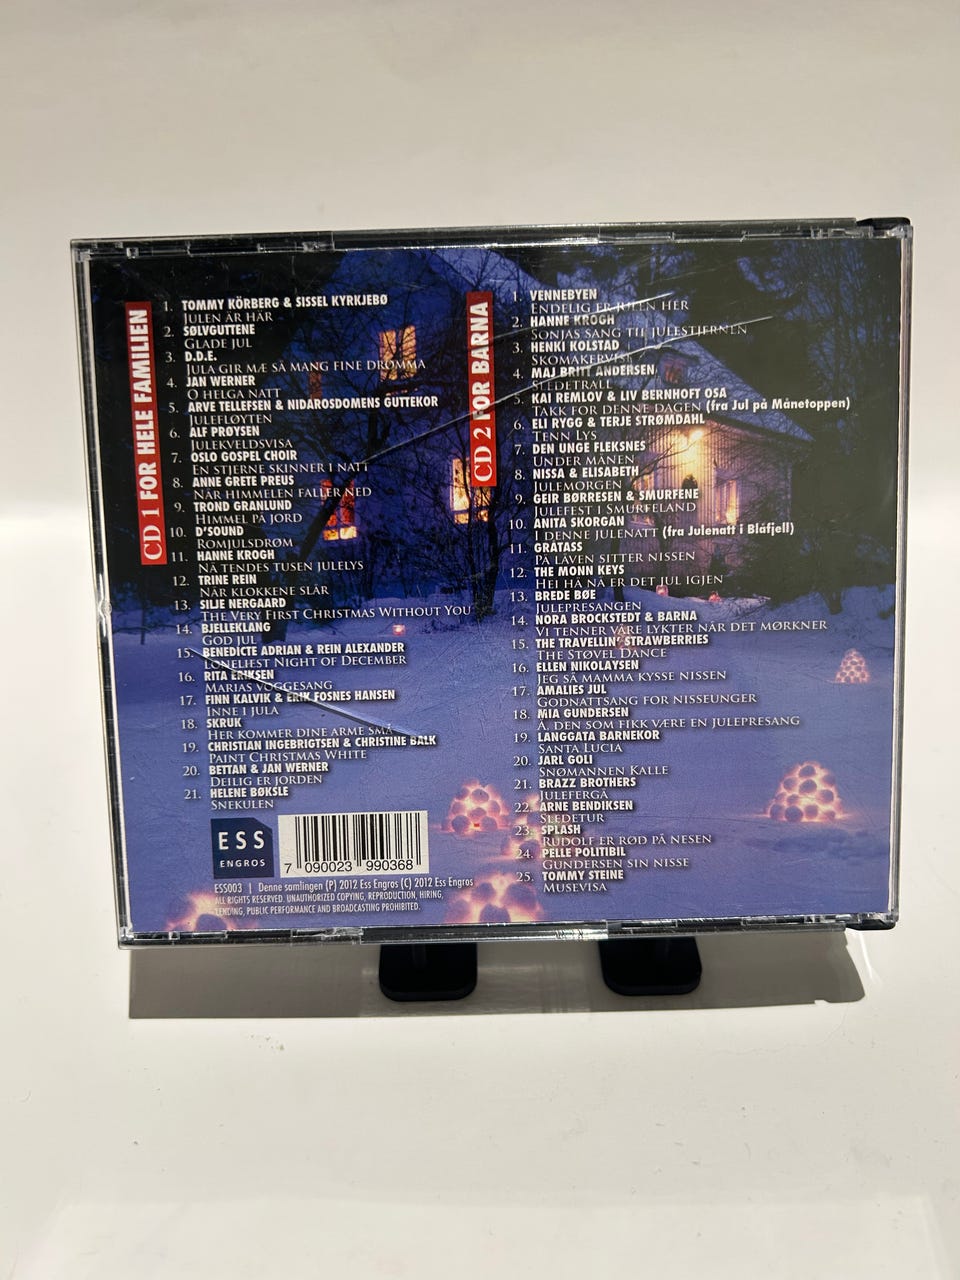 CD 1 FOR HELE FAMILIEN
1. TOMMY KÖRBERG & SISSEL KYRKJEBØ
JULEN ÄR HÄR
2. SØLVGUTTENE
GLADE JUL
3. D.D.E.
JULA GIR MÆ SÅ MANG FINE DRØMMA
4. JAN WERNER
O HELGA NATT
5. ARVE TELLEFSEN & NIDAROSDOMENS GUTTEKOR
JULEFLØYTEN
6. ALF PRØYSEN
JULEKVELDSVISA
7. OSLO GOSPEL CHOIR
EN STJERNE SKINNER I NATT
8. ANNE GRETE PREUS
NÅR HIMMELEN FALLER NED
9. TROND GRANLUND
HIMMEL PÅ JORD
10. D'SOUND
ROMJULSDRØM
11. HANNE KROGH
NÅ TENDES TUSEN JULELYS
12. TRINE REIN
NÅR KLOKKENE SLÅR
13. SILJE NERGAARD
THE VERY FIRST CHRISTMAS WITHOUT YOU
14. BJELLEKLANG
GOD JUL
15. BENEDICTE ADRIAN & REIN ALEXANDER
LONELIEST NIGHT OF DECEMBER
16. RITA ERIKSEN
MARIAS VOGGESANG
17. FINN KALVIK & ERIK FOSNES HANSEN
INNE I JULA
18. SKRUK
HER KOMMER DINE ARME SMÅ
19. CHRISTIAN INGEBRIGTSEN & CHRISTINE BALK
PAINT CHRISTMAS WHITE
20. BETTAN & JAN WERNER
DEILIG ER JORDEN
21. HELENE BØKSLE
SNEKULEN
CD 2 FOR BARNA
1. VENNEBYEN
ENDELIG ER JULEN HER
2. HANNE KROGH
SONJAS SANG TIL JULESTJERNEN
3. HENKI KOLSTAD
SKOMAKERVISE
4. MAJ BRITT ANDERSEN
SLEDETRALL
5. KAI REMLOV & LIV BERNHOFT OSA
TAKK FOR DENNE DAGEN (fra Jul på Månetoppen)
6. ELI RYGG & TERJE STRØMDAHL
TENN LYS
7. DEN UNGE FLEKSNES
UNDER MÅNEN
8. NISSA & ELISABETH
JULEMORGEN
9. GEIR BØRRESEN & SMURFENE
JULEFEST I SMURFELAND
10. ANITA SKORGAN
I DENNE JULENATT (fra Julenatt i Blåfjell)
11. GRATASS
PÅ LÅVEN SITTER NISSEN
12. THE MONN KEYS
HEI HÅ NÅ ER DET JUL IGJEN
13. BREDE BØE
JULEPRESANGEN
14. NORA BROCKSTEDT & BARNA
VI TENNER VÅRE LYKTER NÅR DET MØRKNER
15. THE TRAVELLIN' STRAWBERRIES
THE STØVEL DANCE
16. ELLEN NIKOLAYSEN
JEG SÅ MAMMA KYSSE NISSEN
17. AMALIES JUL
GODNATTSANG FOR NISSEUNGER
18. MIA GUNDERSEN
Å, DEN SOM FIKK VÆRE EN JULEPRESANG
19. LANGGATA BARNEKOR
SANTA LUCIA
20. JARL GOLI
SNØMANNEN KALLE
21. BRAZZ BROTHERS
JULEFERGÅ
22. ARNE BENDIKSEN
SLEDETUR
23. SPLASH
RUDOLF ER RØD PÅ NESEN
24. PELLE POLITIBIL
GUNDERSEN SIN NISSE
25. TOMMY STEINE
MUSEVISA
ESS
ENGROS
7 090023 990368
ESS003 | Denne samlingen (P) 2012 Ess Engros (C) 2012 Ess Engros
ALL RIGHTS RESERVED. UNAUTHORIZED COPYING, REPRODUCTION, HIRING,
LENDING, PUBLIC PERFORMANCE AND BROADCASTING PROHIBITED.